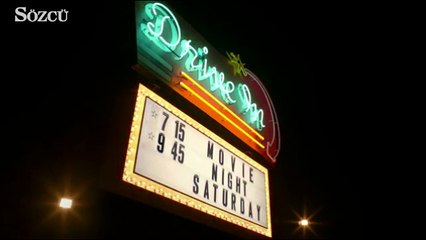 Sözcü
Drive In
☆ 7 15 MOVIE
☆ 9 45 NIGHT
SATURDAY